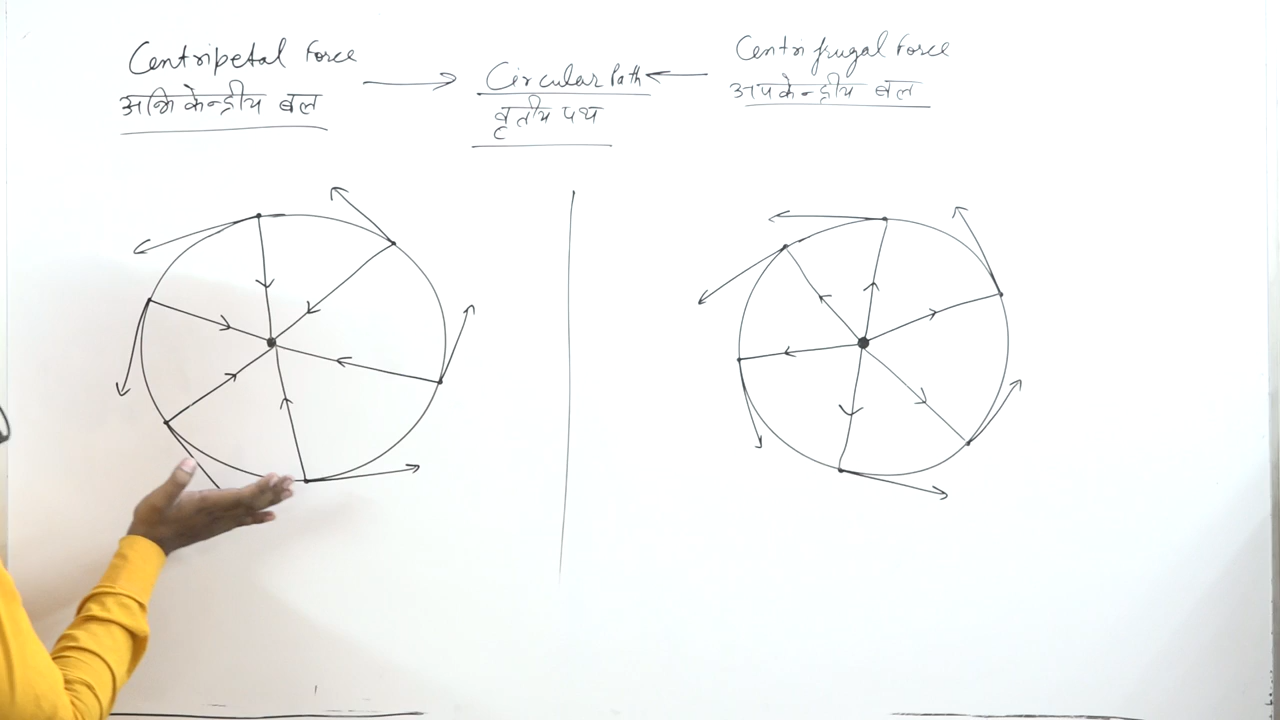 Centripetal Force
अभिकेन्द्रीय बल
Circular Path
वृतीय पथ
Centrifugal Force
अपकेन्द्रीय बल